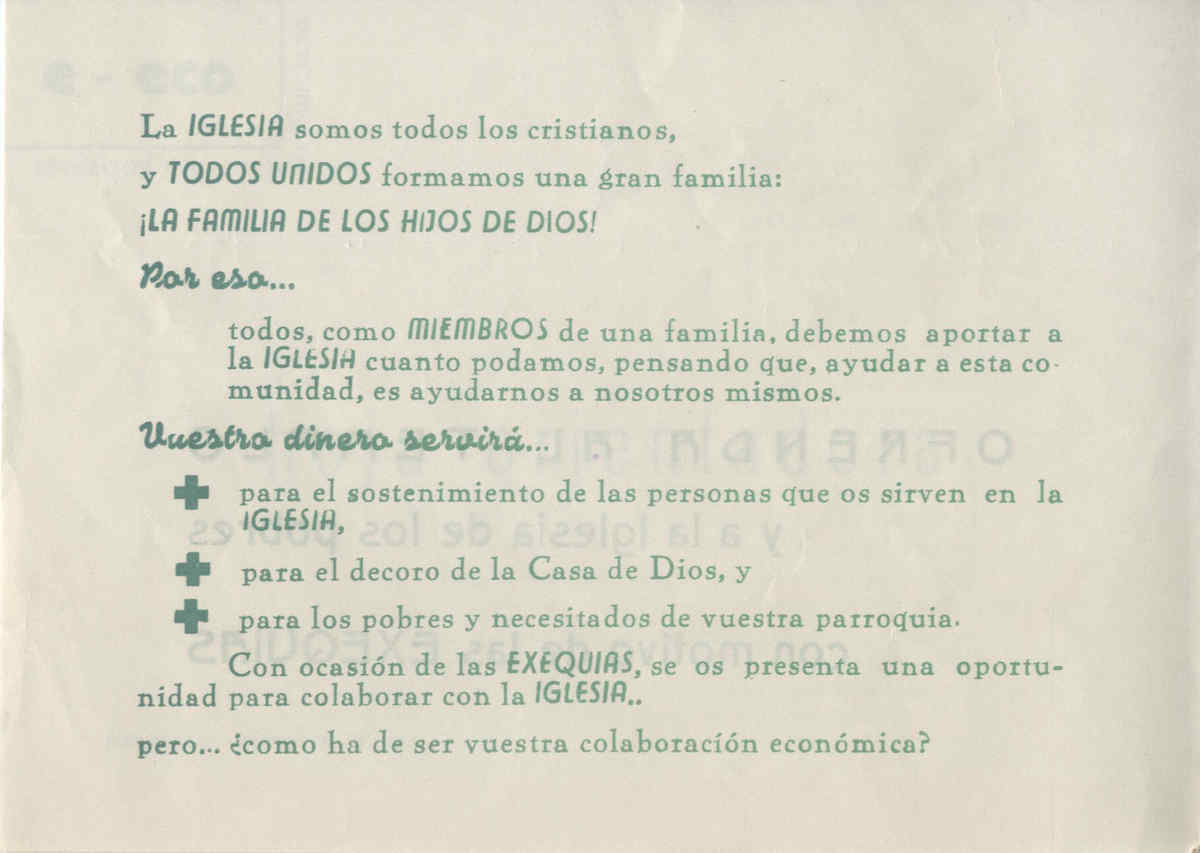 La IGLESIA somos todos los cristianos,
y TODOS UNIDOS formamos una gran familia:
¡LA FAMILIA DE LOS HIJOS DE DIOS!
Por eso...
todos, como MIEMBROS de una familia, debemos aportar a
la IGLESIA cuanto podamos, pensando que, ayudar a esta co-
munidad, es ayudarnos a nosotros mismos.
Vuestro dinero servirá...
para el sostenimiento de las personas que os sirven en la
IGLESIA,
para el decoro de la Casa de Dios, y
para los pobres y necesitados de vuestra parroquia.
Con ocasión de las EXEQUIAS, se os presenta una oportu-
nidad para colaborar con la IGLESIA..
pero... ¿como ha de ser vuestra colaboracíón económica?